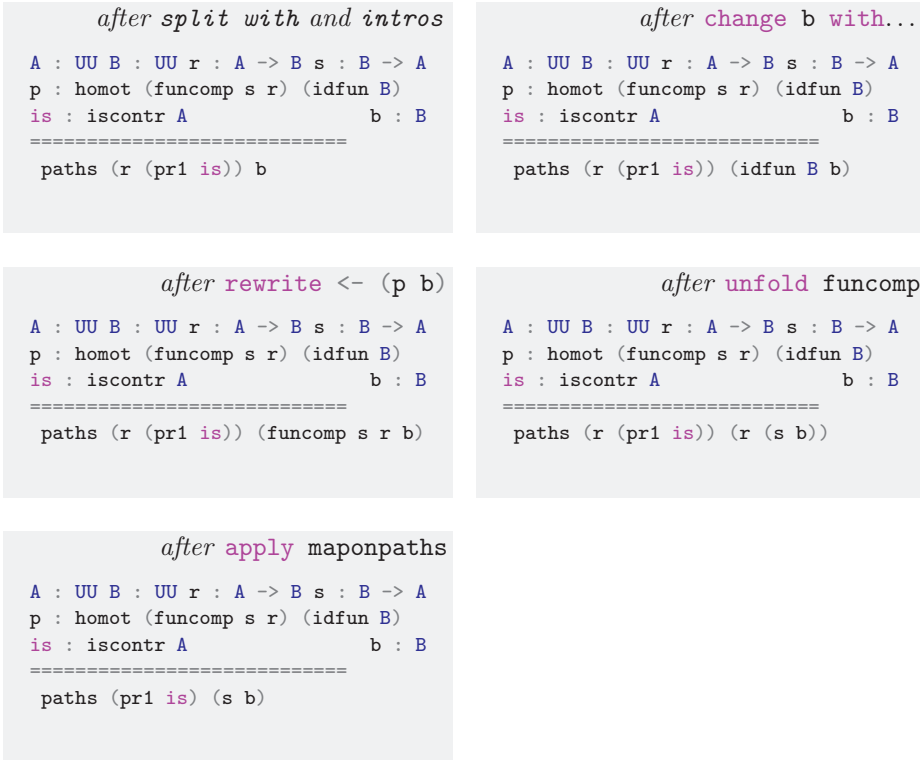 after split with and intros
A : UU B : UU r : A -> B s : B -> A
p : homot (funcomp s r) (idfun B)
is : iscontr A b : B
============================
paths (r (pr1 is)) b
after change b with...
A : UU B : UU r : A -> B s : B -> A
p : homot (funcomp s r) (idfun B)
is : iscontr A b : B
============================
paths (r (pr1 is)) (idfun B b)
after rewrite <- (p b)
A : UU B : UU r : A -> B s : B -> A
p : homot (funcomp s r) (idfun B)
is : iscontr A b : B
============================
paths (r (pr1 is)) (funcomp s r b)
after unfold funcomp
A : UU B : UU r : A -> B s : B -> A
p : homot (funcomp s r) (idfun B)
is : iscontr A b : B
============================
paths (r (pr1 is)) (r (s b))
after apply maponpaths
A : UU B : UU r : A -> B s : B -> A
p : homot (funcomp s r) (idfun B)
is : iscontr A b : B
============================
paths (pr1 is) (s b)